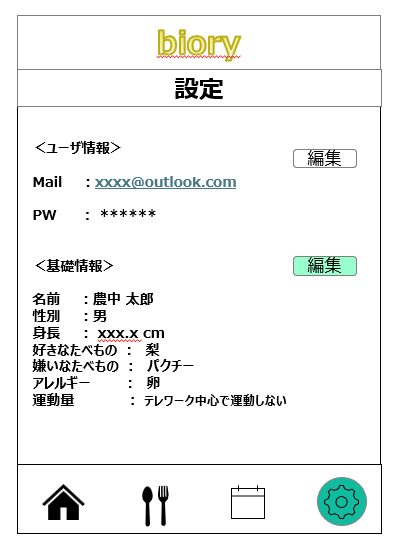 biory
設定
＜ユーザ情報＞
編集
Mail ：xxxx@outlook.com
PW ： ******
＜基礎情報＞
編集
名前 ：農中 太郎
性別 ：男
身長 ： xxx.x cm
好きなたべもの ： 梨
嫌いなたべもの ： パクチー
アレルギー ： 卵
運動量 ： テレワーク中心で運動しない